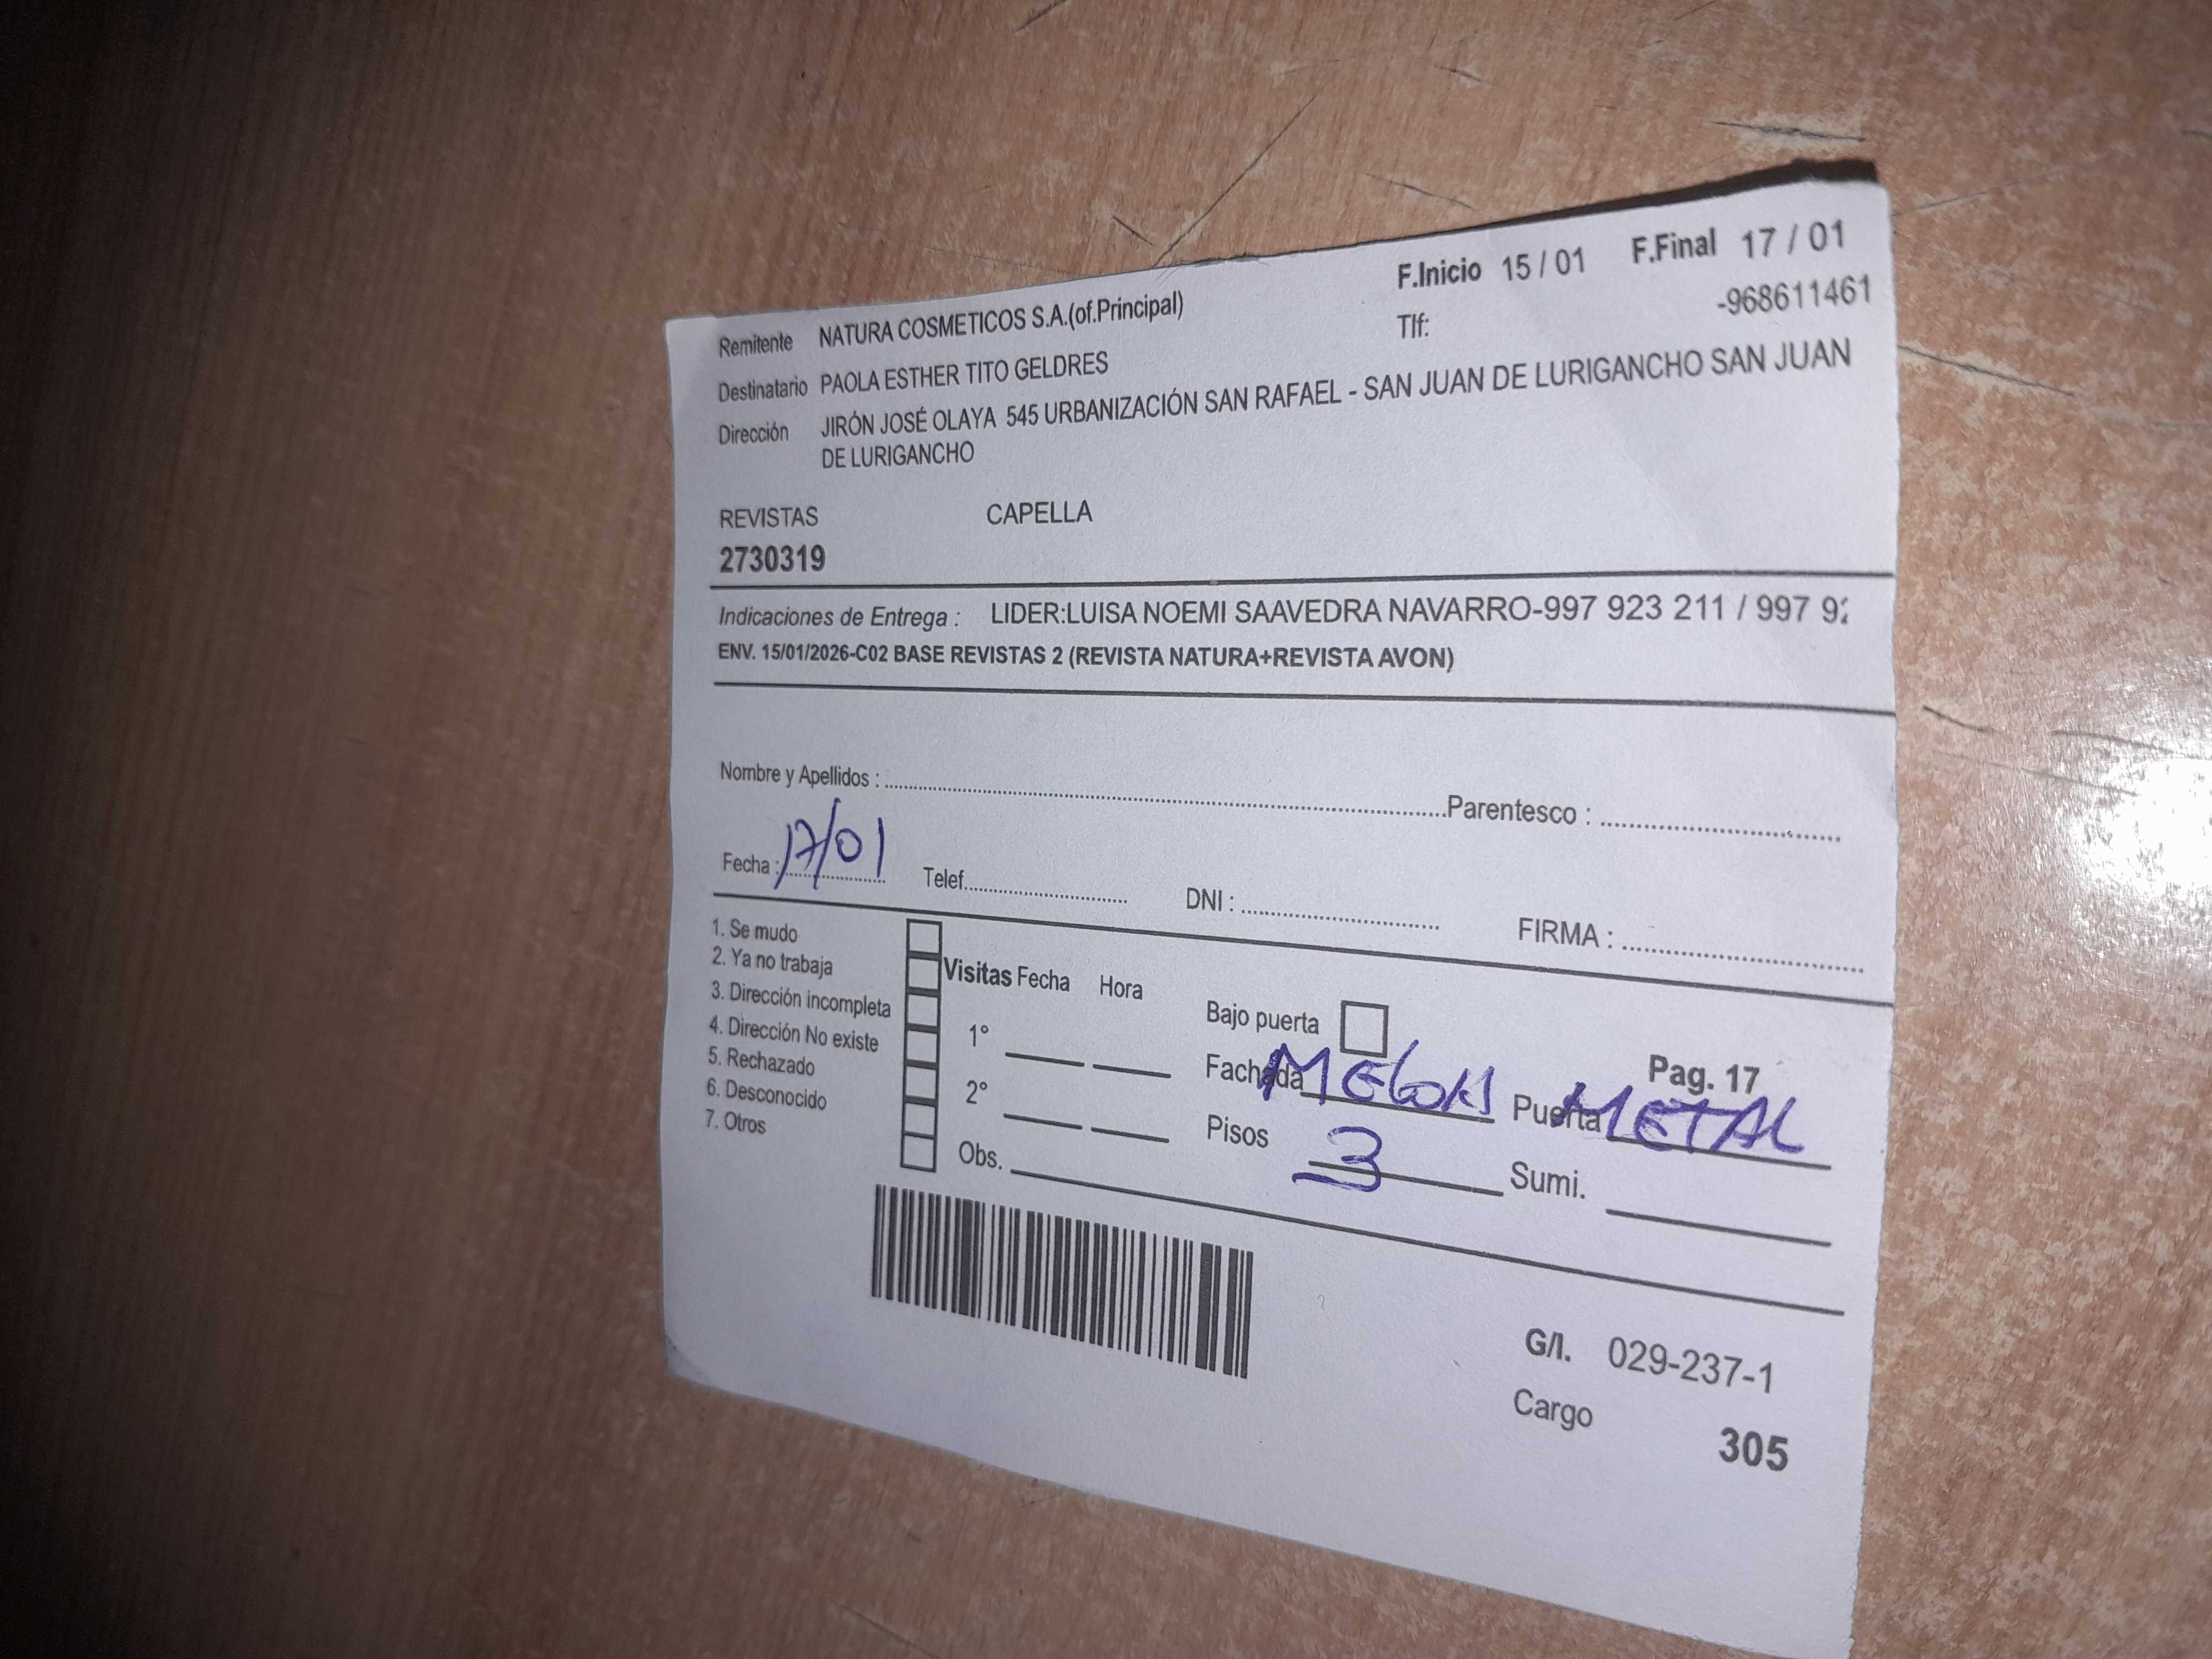 F.Inicio 15 / 01 F.Final 17 / 01
Remitente NATURA COSMETICOS S.A.(of.Principal) Tlf: -968611461
Destinatario PAOLA ESTHER TITO GELDRES
Dirección JIRÓN JOSÉ OLAYA 545 URBANIZACIÓN SAN RAFAEL - SAN JUAN DE LURIGANCHO SAN JUAN
DE LURIGANCHO
REVISTAS CAPELLA
2730319
Indicaciones de Entrega : LIDER:LUISA NOEMI SAAVEDRA NAVARRO-997 923 211 / 997 9
ENV. 15/01/2026-C02 BASE REVISTAS 2 (REVISTA NATURA+REVISTA AVON)
Nombre y Apellidos : Parentesco :
Fecha : 17/01 Telef. DNI : FIRMA :
1. Se mudo
2. Ya no trabaja
3. Dirección incompleta
4. Dirección No existe
5. Rechazado
6. Desconocido
7. Otros
Visitas Fecha Hora
1°
2°
Obs.
Bajo puerta
Pag. 17
Fachada MELON Puerta METAL
Pisos 3 Sumi.
G/I. 029-237-1
Cargo 305